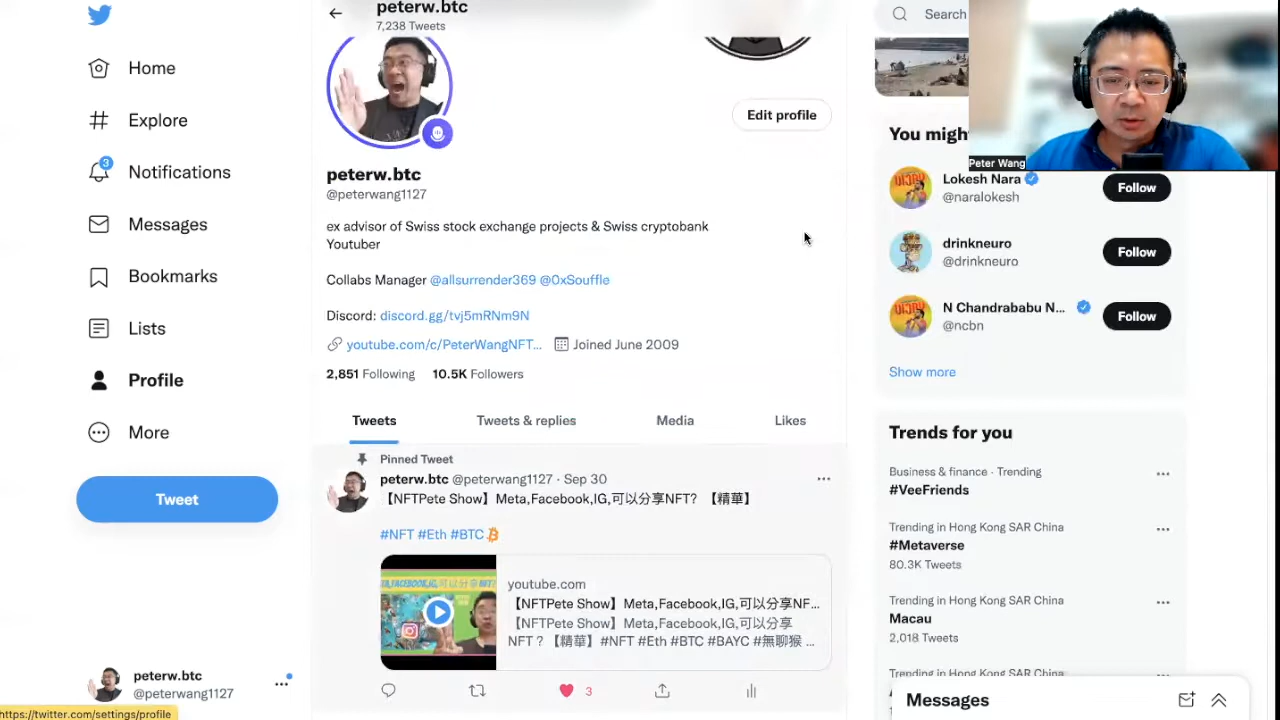 Home
Explore
3
Notifications
Messages
Bookmarks
Lists
Profile
More
Tweet
peterw.btc
@peterwang1127
https://twitter.com/settings/profile
peterw.btc
7,238 Tweets
Edit profile
peterw.btc
@peterwang1127
ex advisor of Swiss stock exchange projects & Swiss cryptobank
Youtuber
Collabs Manager @allsurrender369 @0xSouffle
Discord: discord.gg/tvj5mRNm9N
youtube.com/c/PeterWangNFT... Joined June 2009
2,851 Following 10.5K Followers
Tweets Tweets & replies Media Likes
Pinned Tweet
peterw.btc @peterwang1127 · Sep 30
【NFTPete Show】Meta,Facebook,IG,可以分享NFT? 【精華】
#NFT #Eth #BTC
youtube.com
【NFTPete Show】Meta,Facebook,IG,可以分享NF...
【NFTPete Show】Meta,Facebook,IG,可以分享
NFT ? 【精華】#NFT #Eth #BTC #BAYC #無聊猴 ...
3
Search
Peter Wang
You migh
Lokesh Nara
@naralokesh
Follow
drinkneuro
@drinkneuro
Follow
N Chandrababu N...
@ncbn
Follow
Show more
Trends for you
Business & finance · Trending
#VeeFriends
Trending in Hong Kong SAR China
#Metaverse
80.3K Tweets
Trending in Hong Kong SAR China
Macau
2,018 Tweets
Trending in Hong Kong SAR China
Messages